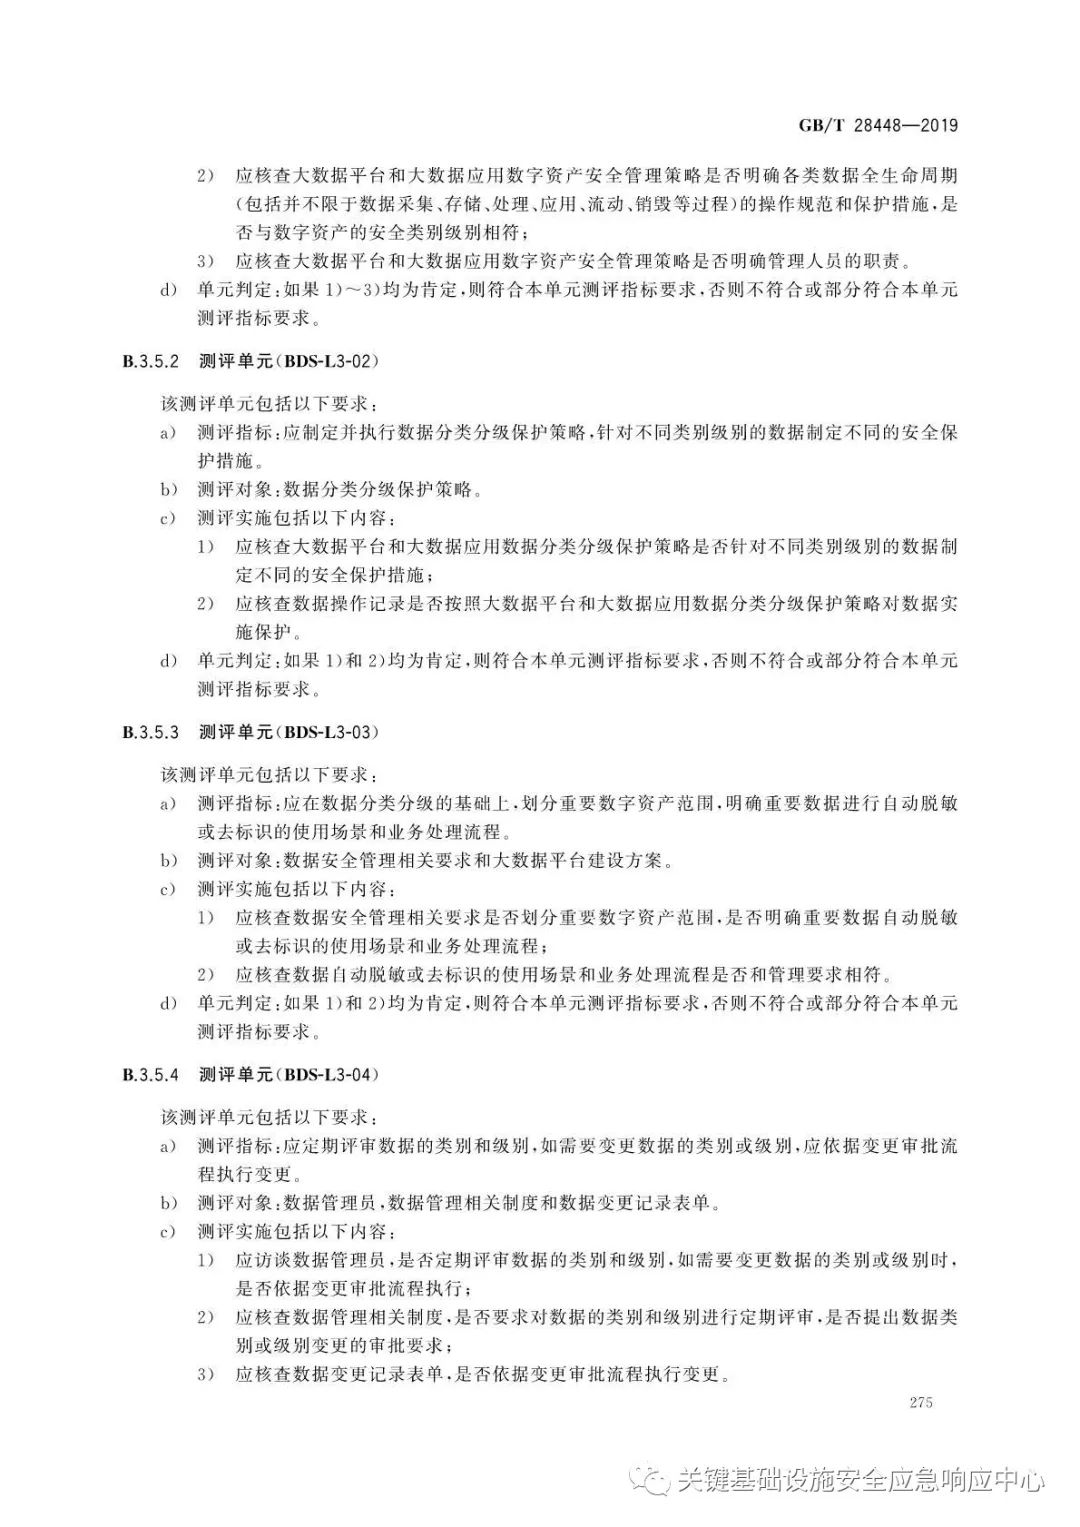 GB/T 28448—2019
2) 应核查大数据平台和大数据应用数字资产安全管理策略是否明确各类数据全生命周期
(包括并不限于数据采集、存储、处理、应用、流动、销毁等过程)的操作规范和保护措施,是
否与数字资产的安全类别级别相符;
3) 应核查大数据平台和大数据应用数字资产安全管理策略是否明确管理人员的职责。
d) 单元判定:如果1)~3)均为肯定,则符合本单元测评指标要求,否则不符合或部分符合本单元
测评指标要求。
B.3.5.2 测评单元(BDS-L3-02)
该测评单元包括以下要求:
a) 测评指标:应制定并执行数据分类分级保护策略,针对不同类别级别的数据制定不同的安全保
护措施。
b) 测评对象:数据分类分级保护策略。
c) 测评实施包括以下内容:
1) 应核查大数据平台和大数据应用数据分类分级保护策略是否针对不同类别级别的数据制
定不同的安全保护措施;
2) 应核查数据操作记录是否按照大数据平台和大数据应用数据分类分级保护策略对数据实
施保护。
d) 单元判定:如果1)和2)均为肯定,则符合本单元测评指标要求,否则不符合或部分符合本单元
测评指标要求。
B.3.5.3 测评单元(BDS-L3-03)
该测评单元包括以下要求:
a) 测评指标:应在数据分类分级的基础上,划分重要数字资产范围,明确重要数据进行自动脱敏
或去标识的使用场景和业务处理流程。
b) 测评对象:数据安全管理相关要求和大数据平台建设方案。
c) 测评实施包括以下内容:
1) 应核查数据安全管理相关要求是否划分重要数字资产范围,是否明确重要数据自动脱敏
或去标识的使用场景和业务处理流程;
2) 应核查数据自动脱敏或去标识的使用场景和业务处理流程是否和管理要求相符。
d) 单元判定:如果1)和2)均为肯定,则符合本单元测评指标要求,否则不符合或部分符合本单元
测评指标要求。
B.3.5.4 测评单元(BDS-L3-04)
该测评单元包括以下要求:
a) 测评指标:应定期评审数据的类别和级别,如需要变更数据的类别或级别,应依据变更审批流
程执行变更。
b) 测评对象:数据管理员,数据管理相关制度和数据变更记录表单。
c) 测评实施包括以下内容:
1) 应访谈数据管理员,是否定期评审数据的类别和级别,如需要变更数据的类别或级别时,
是否依据变更审批流程执行;
2) 应核查数据管理相关制度,是否要求对数据的类别和级别进行定期评审,是否提出数据类
别或级别变更的审批要求;
3) 应核查数据变更记录表单,是否依据变更审批流程执行变更。
275
关键基础设施安全应急响应中心